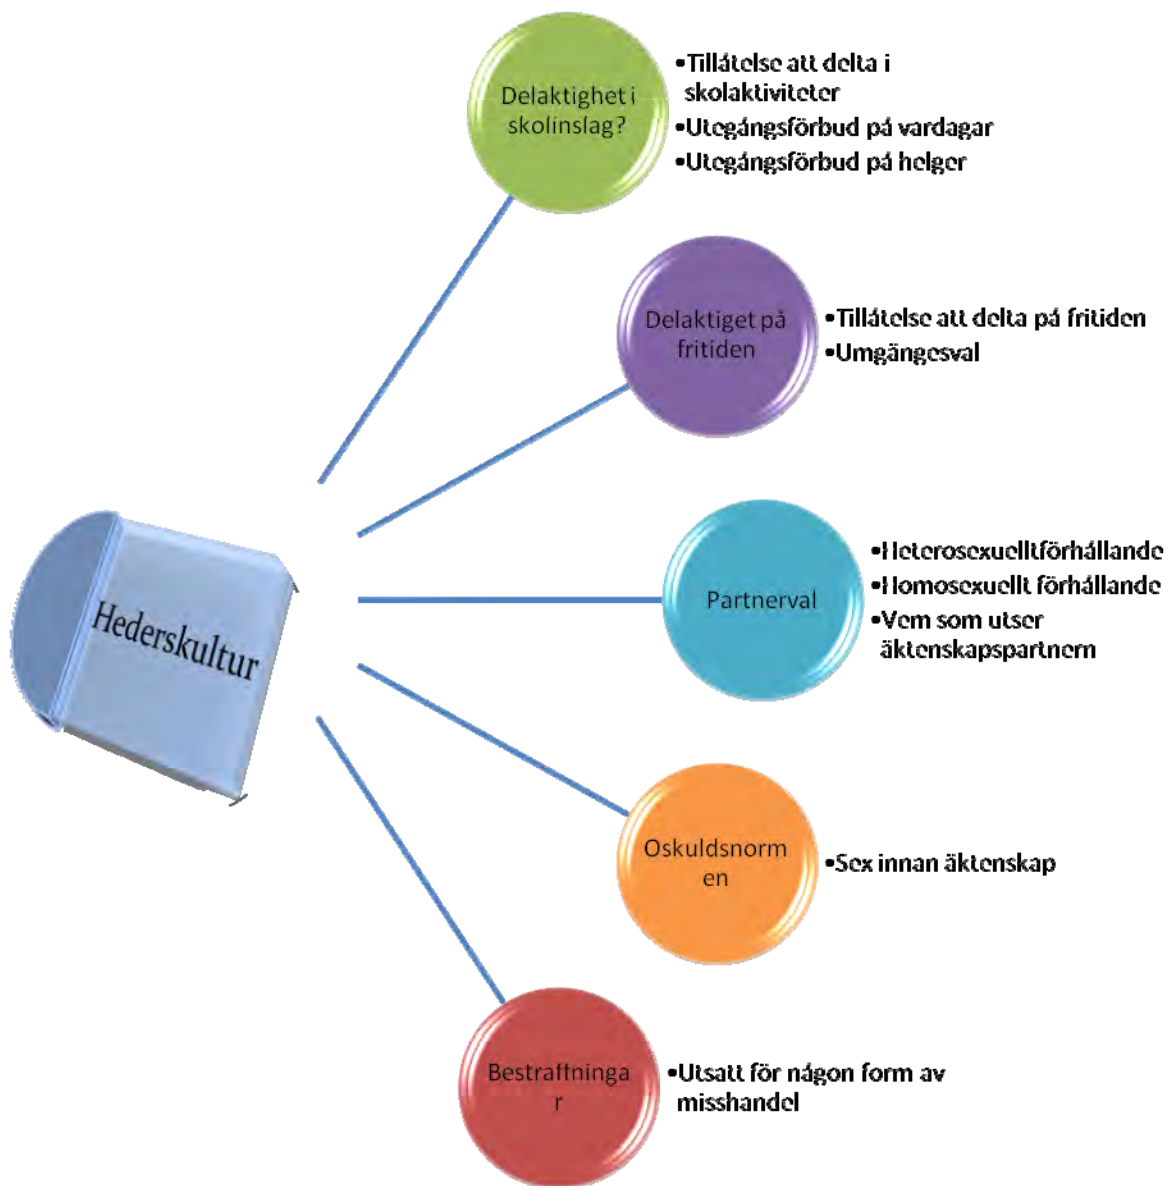 Delaktighet i
skolinslag?
•Tillåtelse att delta i
skolaktiviteter
•Utegångsförbud på vardagar
•Utegångsförbud på helger
Delaktiget på
fritiden
•Tillåtelse att delta på fritiden
•Umgängesval
Hederskultur
Partnerval
•Heterosexuelltförhållande
•Homosexuellt förhållande
•Vem som utser
äktenskapspartnern
Oskuldsnorm
en
•Sex innan äktenskap
Bestraffninga
r
•Utsatt för någon form av
misshandel